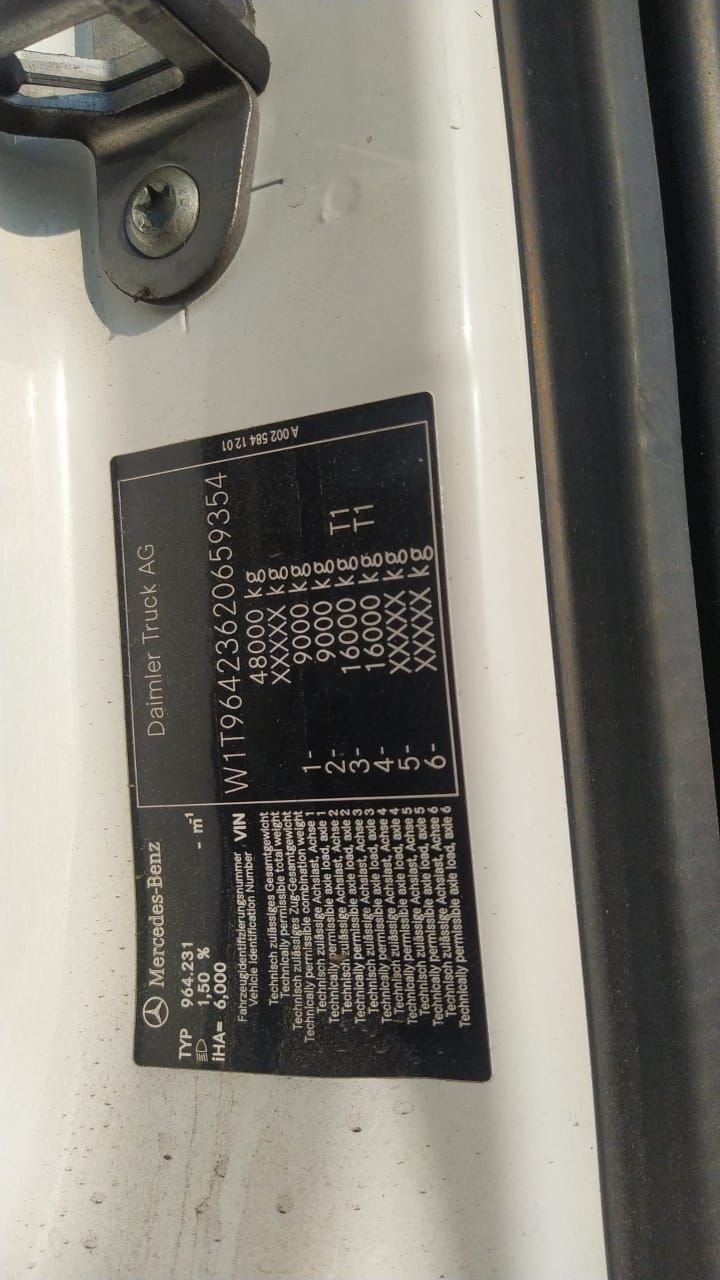 Mercedes-Benz Daimler Truck AG
TYP 964.231 - m⁻¹
1,50 %
iHA= 6,000
Fahrzeugidentifizierungsnummer
Vehicle Identification Number VIN W1T96423620659354
Technisch zulässiges Gesamtgewicht
Technically permissible total weight 48000 kg
Technisch zulässiges Zug-Gesamtgewicht
Technically permissible combination weight XXXXX kg
Technisch zulässige Achslast, Achse 1
Technically permissible axle load, axle 1 1- 9000 kg
Technisch zulässige Achslast, Achse 2
Technically permissible axle load, axle 2 2- 9000 kg T1
Technisch zulässige Achslast, Achse 3
Technically permissible axle load, axle 3 3- 16000 kg T1
Technisch zulässige Achslast, Achse 4
Technically permissible axle load, axle 4 4- 16000 kg
Technisch zulässige Achslast, Achse 5
Technically permissible axle load, axle 5 5- XXXXX kg
Technisch zulässige Achslast, Achse 6
Technically permissible axle load, axle 6 6- XXXXX kg
A 002 584 12 01